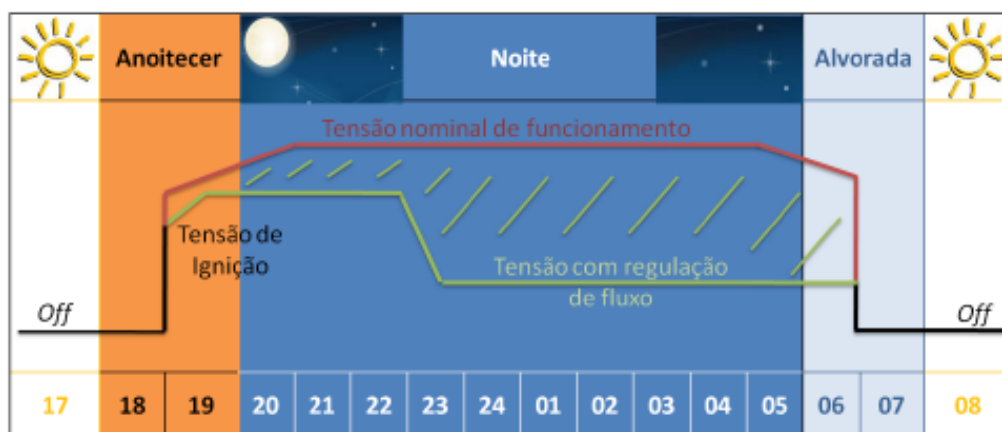 Anoitecer
Noite
Alvorada
Tensão nominal de funcionamento
Tensão de
Ignição
Tensão com regulação
de fluxo
Off
Off
17 18 19 20 21 22 23 24 01 02 03 04 05 06 07 08